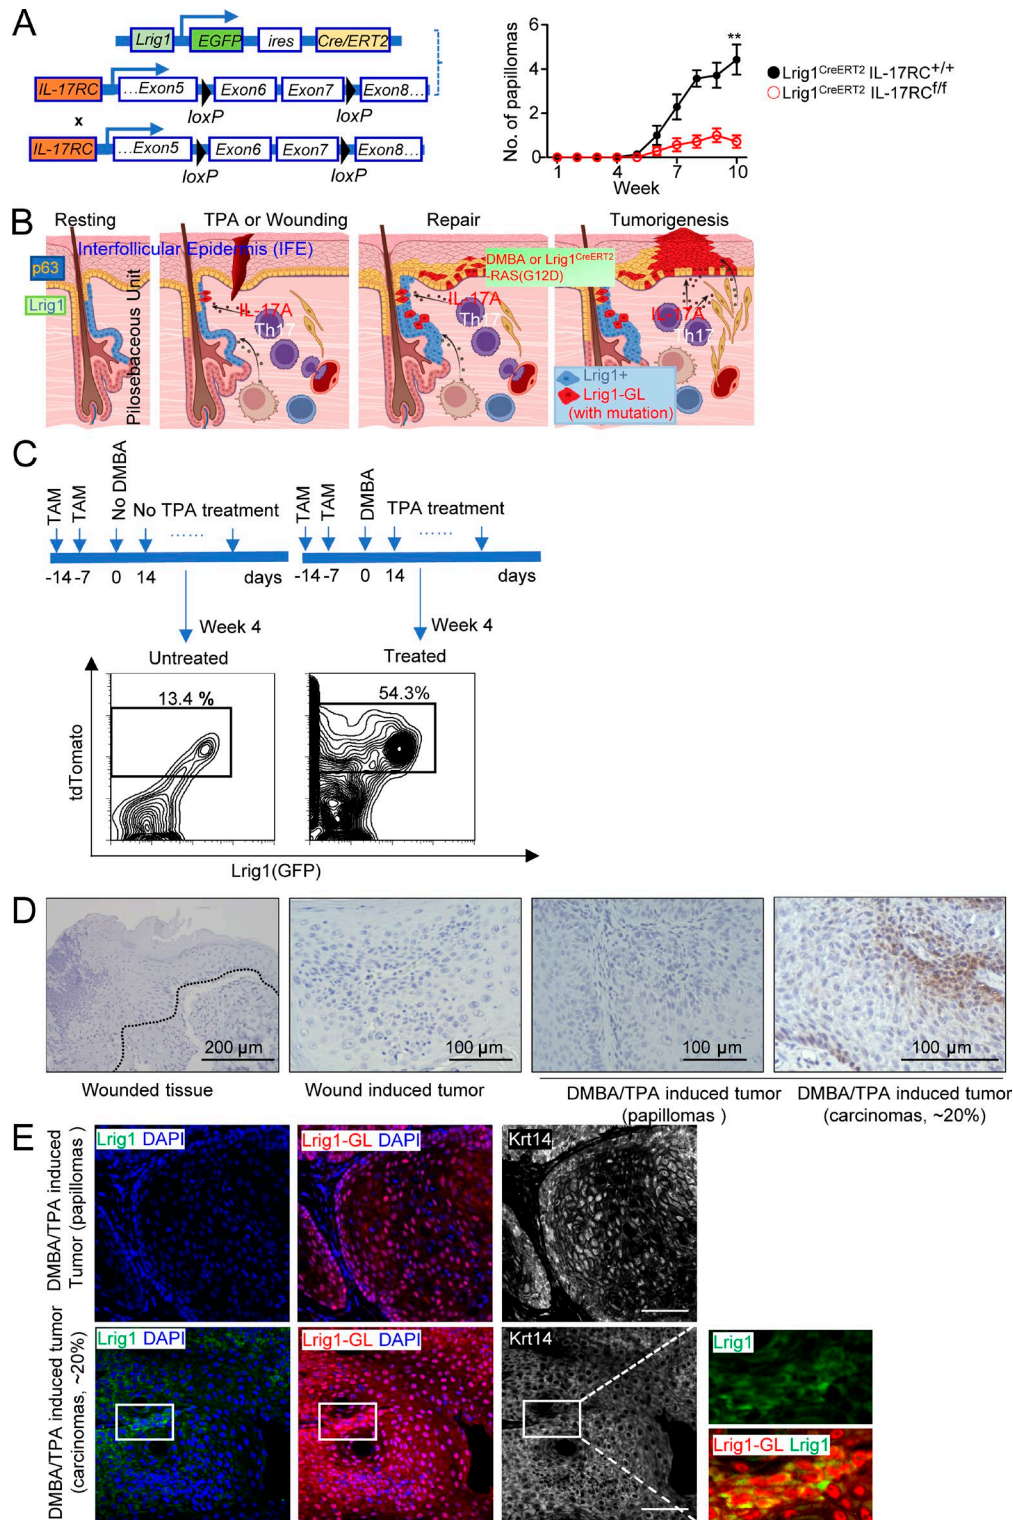 A
Lrig1 EGFP ires Cre/ERT2
IL-17RC ...Exon5 Exon6 Exon7 Exon8...
loxP loxP
x
IL-17RC ...Exon5 Exon6 Exon7 Exon8...
loxP loxP
No. of papillomas
6
4
2
0
1 4 7 10
Week
**
Lrig1CreERT2 IL-17RC+/+
Lrig1CreERT2 IL-17RCf/f
B
Resting TPA or Wounding Repair Tumorigenesis
Interfollicular Epidermis (IFE)
p63
Lrig1
Pilosebaceous Unit
IL-17A
Th17
DMBA or Lrig1CreERT2
-RAS(G12D)
IL-17A
Th17
IL-17A
Th17
Lrig1+
Lrig1-GL
(with mutation)
C
TAM TAM No DMBA No TPA treatment
......
-14 -7 0 14 days
Week 4
Untreated
13.4 %
TAM TAM DMBA TPA treatment
......
-14 -7 0 14 days
Week 4
Treated
54.3%
tdTomato
Lrig1(GFP)
D
200 µm 100 µm 100 µm 100 µm
Wounded tissue
Wound induced tumor
DMBA/TPA induced tumor
(papillomas )
DMBA/TPA induced tumor
(carcinomas, ~20%)
E
DMBA/TPA induced
Tumor (papillomas)
Lrig1 DAPI
Lrig1-GL DAPI
Krt14
DMBA/TPA induced tumor
(carcinomas, ~20%)
Lrig1 DAPI
Lrig1-GL DAPI
Krt14
Lrig1
Lrig1-GL Lrig1